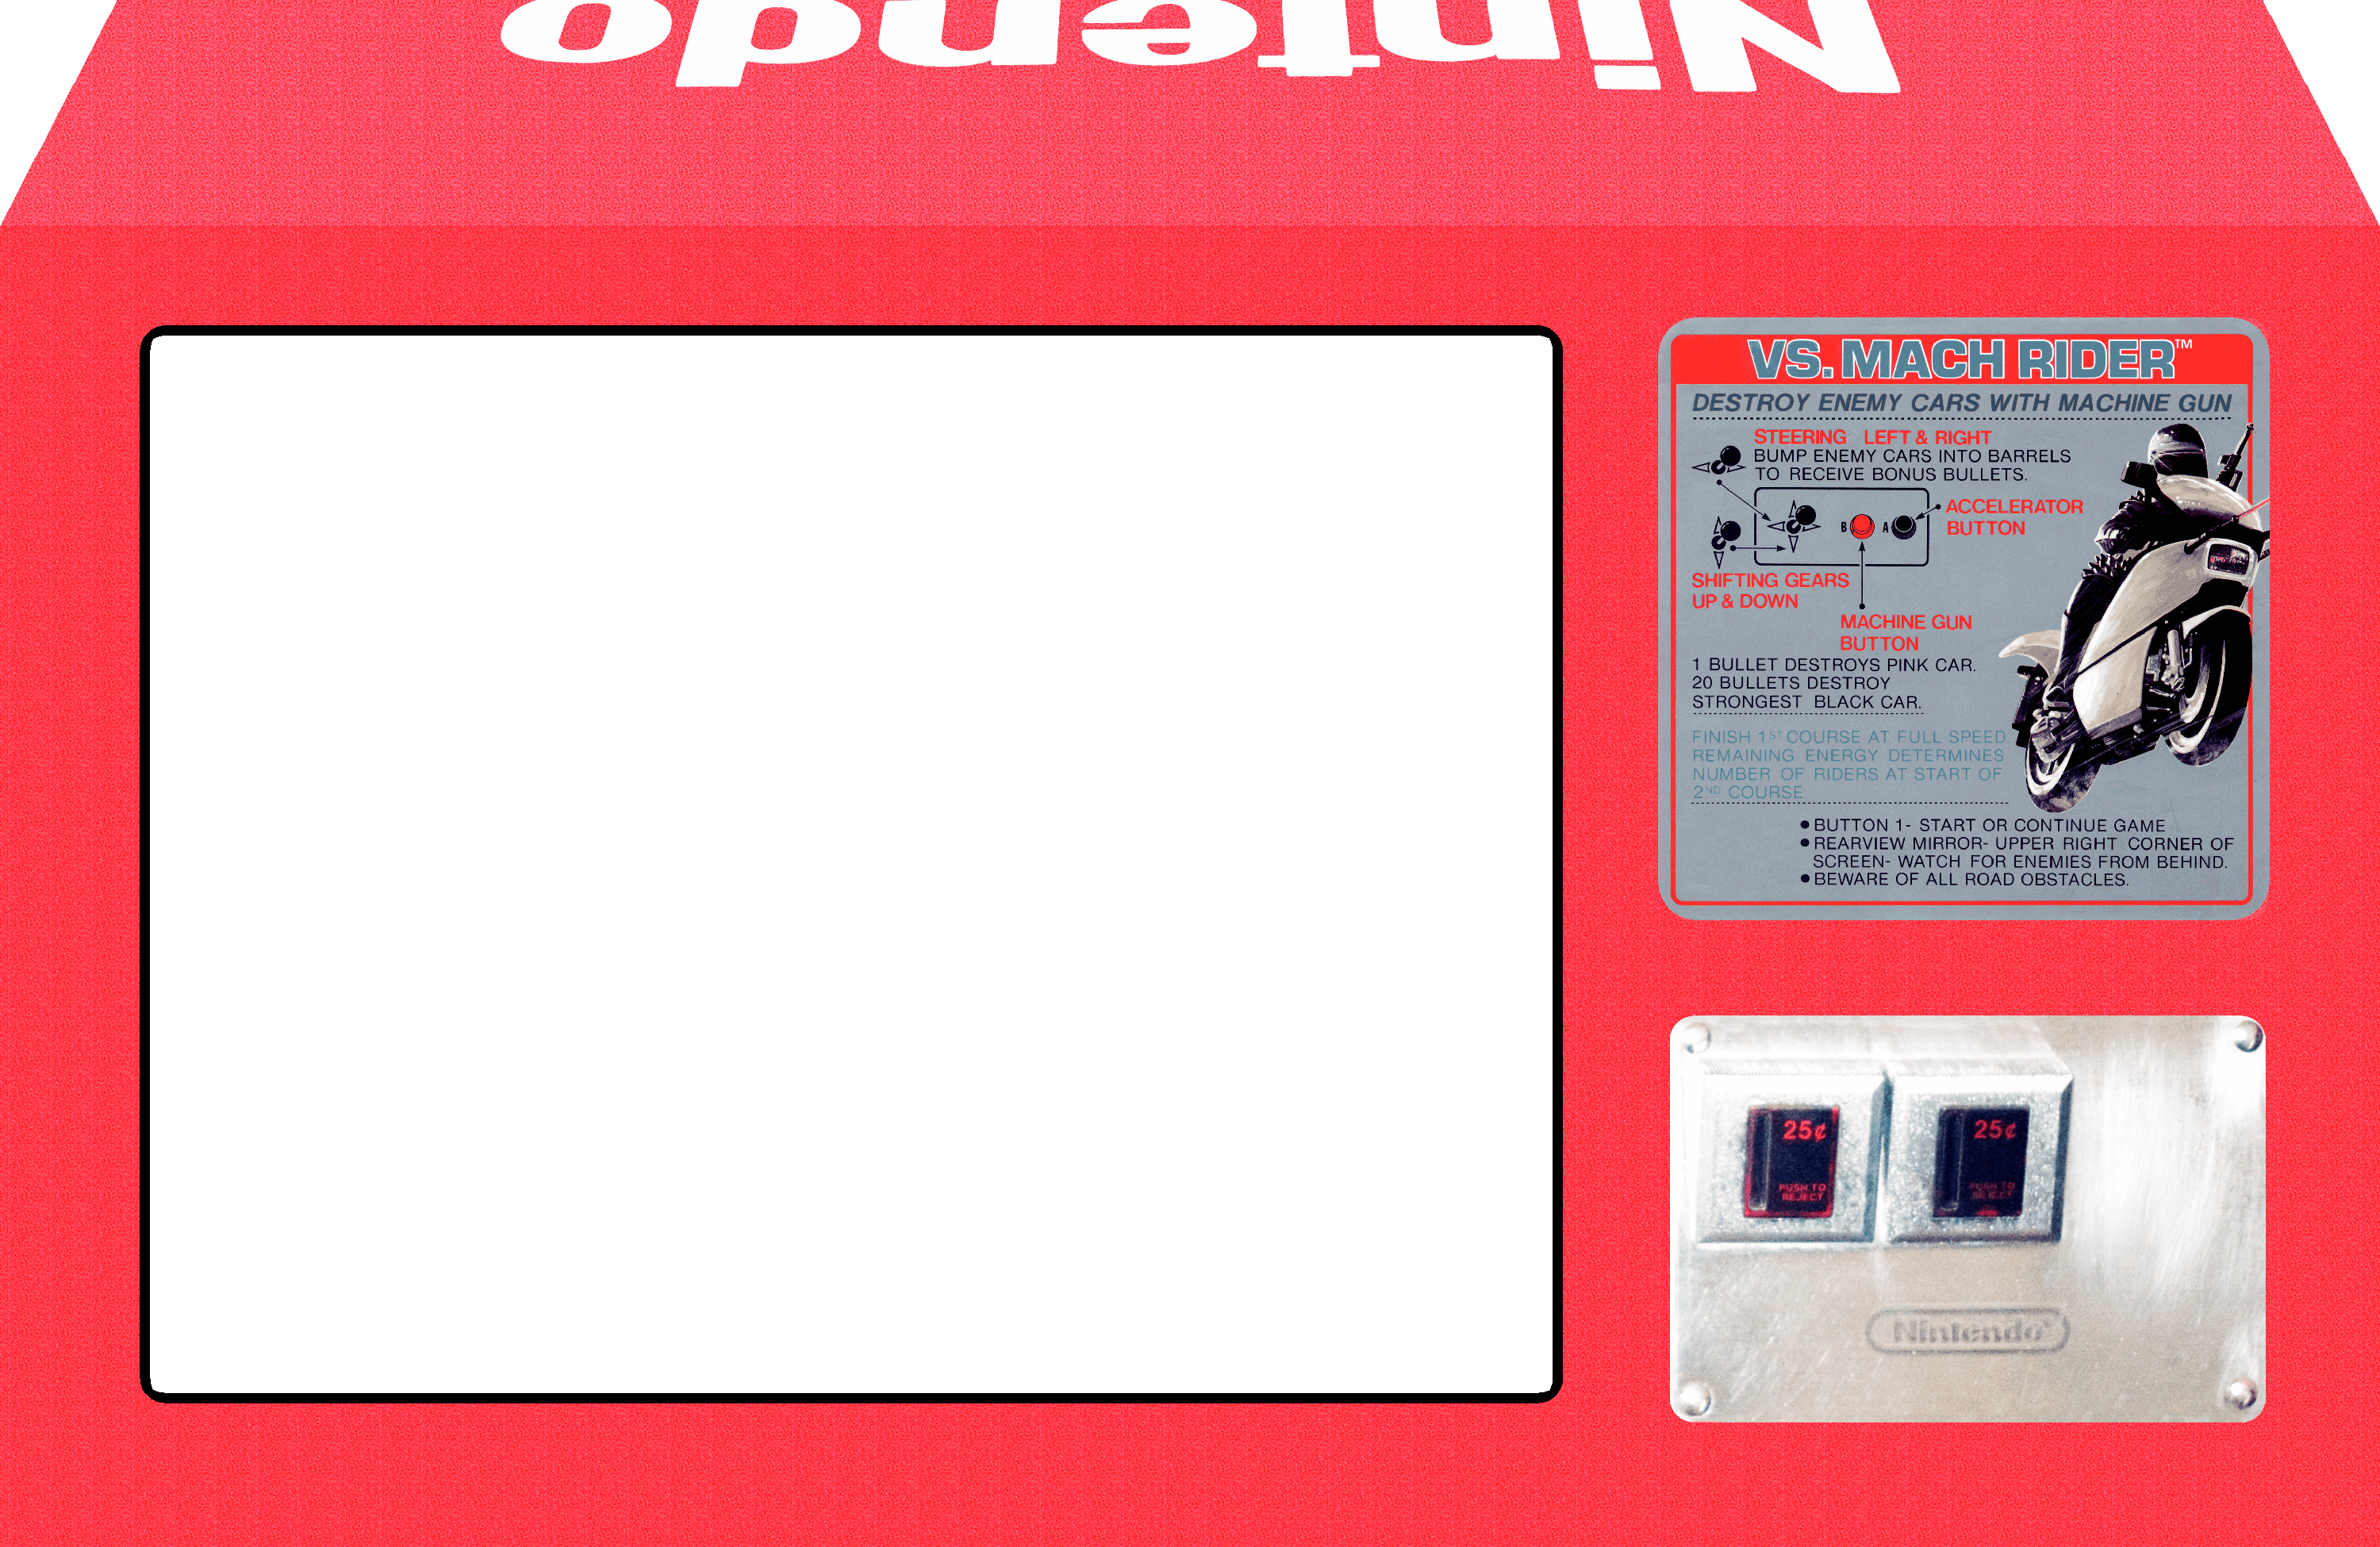 Nintendo
VS. MACH RIDER™
DESTROY ENEMY CARS WITH MACHINE GUN
STEERING LEFT & RIGHT
BUMP ENEMY CARS INTO BARRELS
TO RECEIVE BONUS BULLETS.
ACCELERATOR
BUTTON
B A
SHIFTING GEARS
UP & DOWN
MACHINE GUN
BUTTON
1 BULLET DESTROYS PINK CAR.
20 BULLETS DESTROY
STRONGEST BLACK CAR.
FINISH 1ST COURSE AT FULL SPEED
REMAINING ENERGY DETERMINES
NUMBER OF RIDERS AT START OF
2ND COURSE.
● BUTTON 1- START OR CONTINUE GAME
● REARVIEW MIRROR- UPPER RIGHT CORNER OF
SCREEN- WATCH FOR ENEMIES FROM BEHIND.
● BEWARE OF ALL ROAD OBSTACLES.
25¢ 25¢
PUSH TO PUSH TO
REJECT REJECT
Nintendo